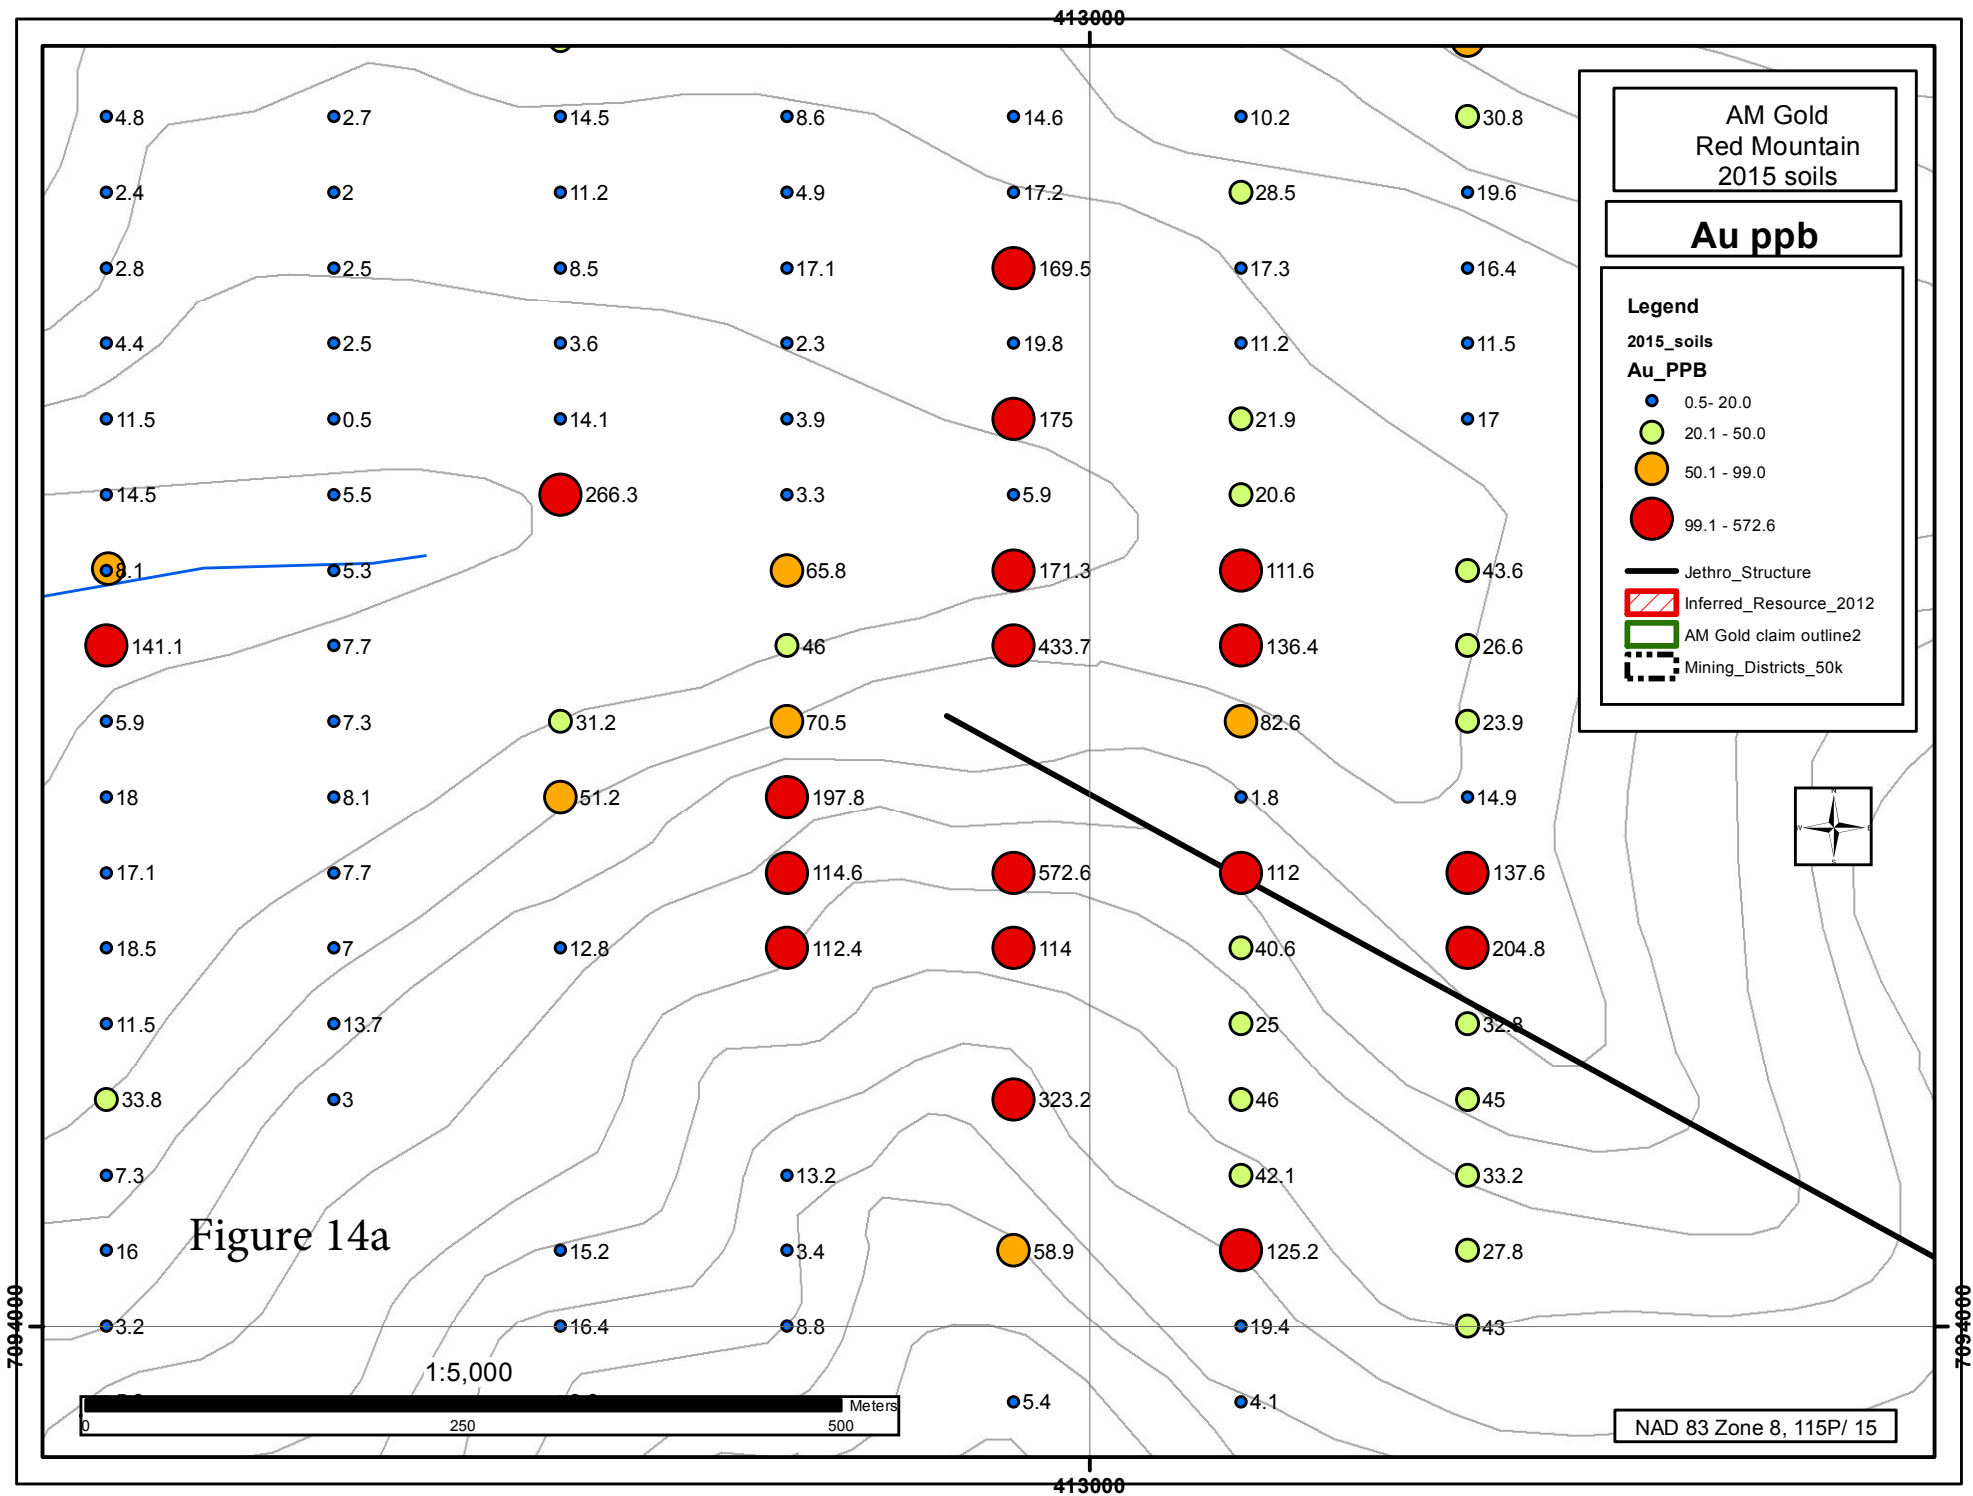 413000
4.8 2.7 14.5 8.6 14.6 10.2 30.8
2.4 2 11.2 4.9 17.2 28.5 19.6
2.8 2.5 8.5 17.1 169.5 17.3 16.4
4.4 2.5 3.6 2.3 19.8 11.2 11.5
11.5 0.5 14.1 3.9 175 21.9 17
14.5 5.5 266.3 3.3 5.9 20.6
8.1 5.3 65.8 171.3 111.6 43.6
141.1 7.7 46 433.7 136.4 26.6
5.9 7.3 31.2 70.5 82.6 23.9
18 8.1 51.2 197.8 1.8 14.9
17.1 7.7 114.6 572.6 112 137.6
18.5 7 12.8 112.4 114 40.6 204.8
11.5 13.7 25 32.8
33.8 3 323.2 46 45
7.3 13.2 42.1 33.2
16 15.2 3.4 58.9 125.2 27.8
3.2 16.4 8.8 19.4 43
5.4 4.1
AM Gold
Red Mountain
2015 soils
Au ppb
Legend
2015_soils
Au_PPB
0.5- 20.0
20.1 - 50.0
50.1 - 99.0
99.1 - 572.6
Jethro_Structure
Inferred_Resource_2012
AM Gold claim outline2
Mining_Districts_50k
N
W E
S
Figure 14a
7094000
7094000
1:5,000
Meters
0 250 500
NAD 83 Zone 8, 115P/ 15
413000